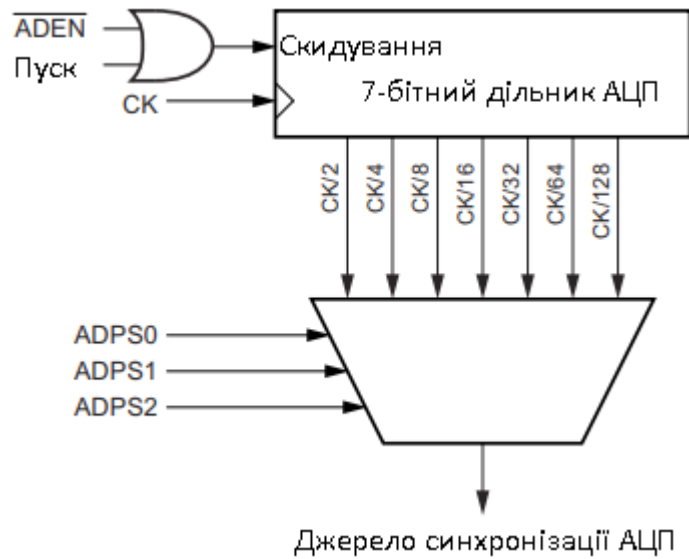 ADEN
Пуск
CK
Скидування
7-бітний дільник АЦП
CK/2
CK/4
CK/8
CK/16
CK/32
CK/64
CK/128
ADPS0
ADPS1
ADPS2
Джерело синхронізації АЦП